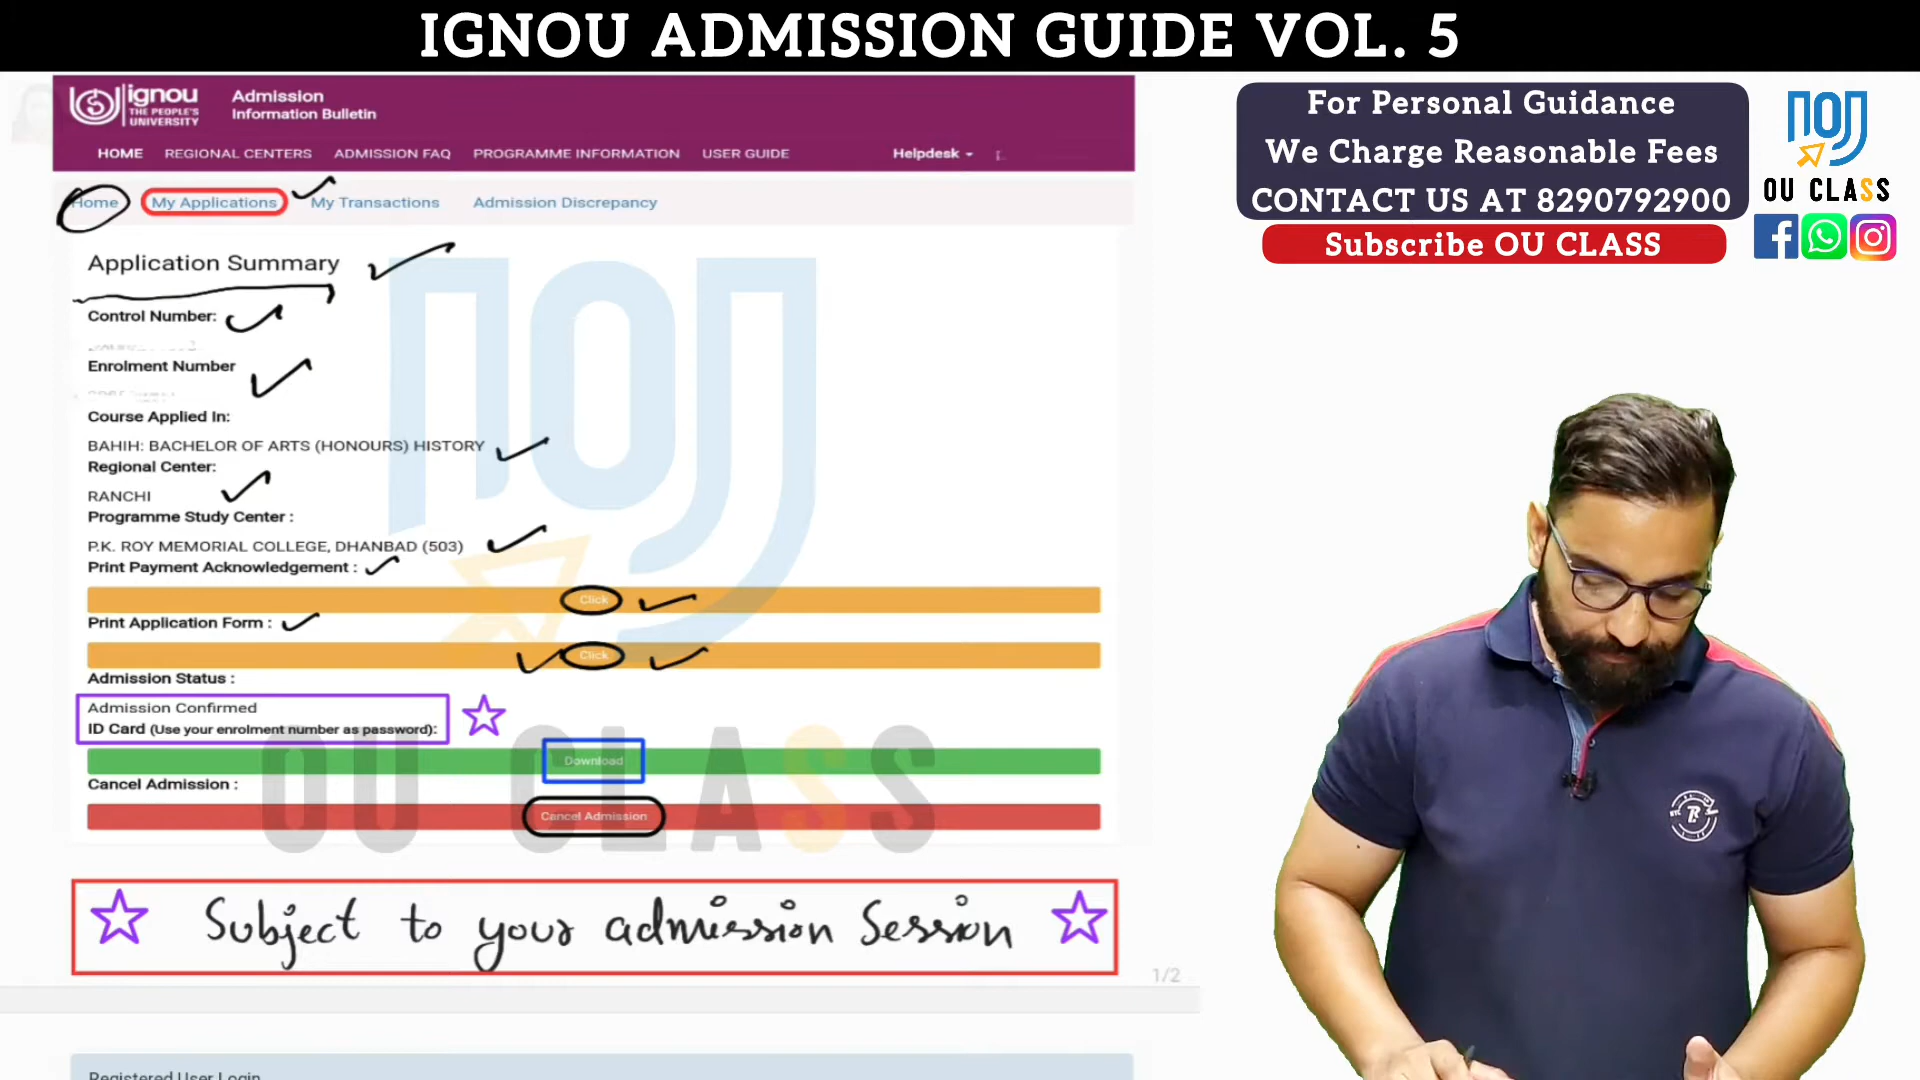 IGNOU ADMISSION GUIDE VOL. 5
ignou
THE PEOPLE'S
UNIVERSITY
Admission
Information Bulletin
HOME REGIONAL CENTERS ADMISSION FAQ PROGRAMME INFORMATION USER GUIDE Helpdesk
Home My Applications My Transactions Admission Discrepancy
Application Summary
Control Number:
Enrolment Number
Course Applied In:
BAHIH: BACHELOR OF ARTS (HONOURS) HISTORY
Regional Center:
RANCHI
Programme Study Center :
P.K. ROY MEMORIAL COLLEGE, DHANBAD (503)
Print Payment Acknowledgement :
Click
Print Application Form :
Click
Admission Status :
Admission Confirmed
ID Card (Use your enrolment number as password):
Download
Cancel Admission :
Cancel Admission
OU CLASS
Subject to your admission Session
1/2
Registered User Login
For Personal Guidance
We Charge Reasonable Fees
CONTACT US AT 8290792900
Subscribe OU CLASS
OU CLASS